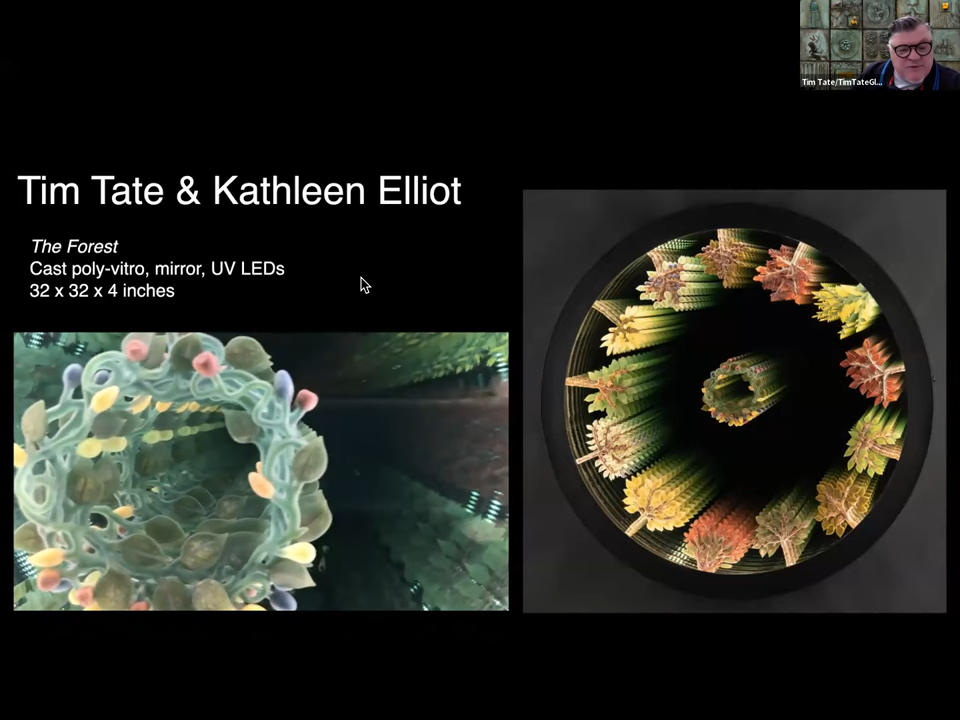 Tim Tate/TimTateGl...
Tim Tate & Kathleen Elliot
The Forest
Cast poly-vitro, mirror, UV LEDs
32 x 32 x 4 inches